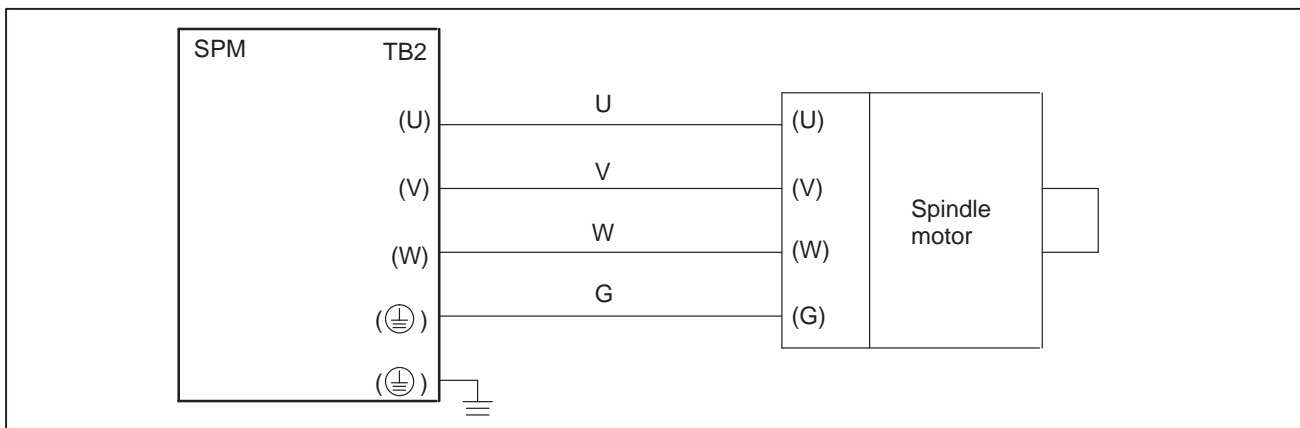 SPM TB2
(U) U (U)
(V) V (V)
(W) W (W)
Spindle
motor
( ) G (G)
( )